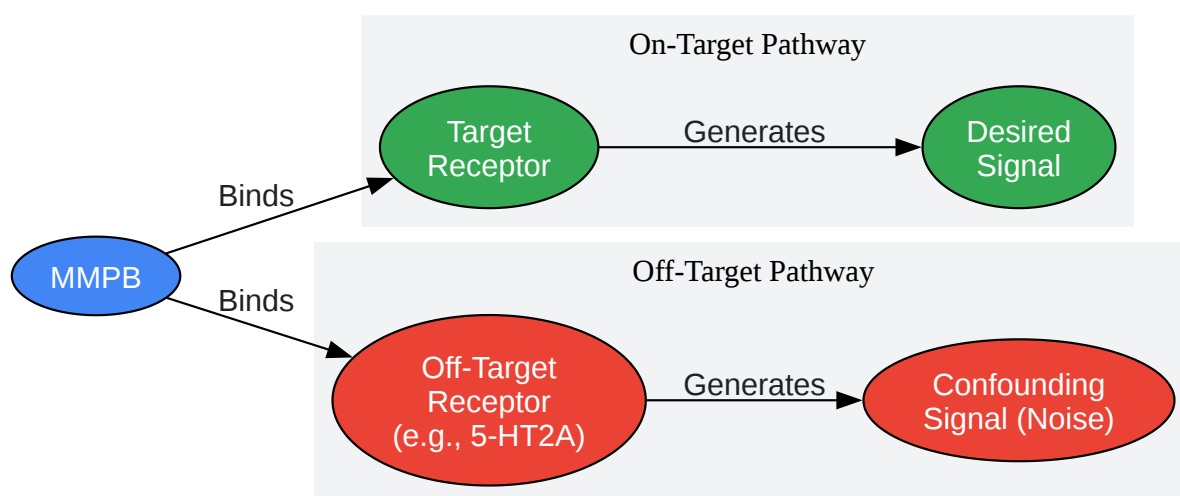 On-Target Pathway
Target
Receptor
Generates
Desired
Signal
Binds
MMPB
Binds
Off-Target Pathway
Off-Target
Receptor
(e.g., 5-HT2A)
Generates
Confounding
Signal (Noise)